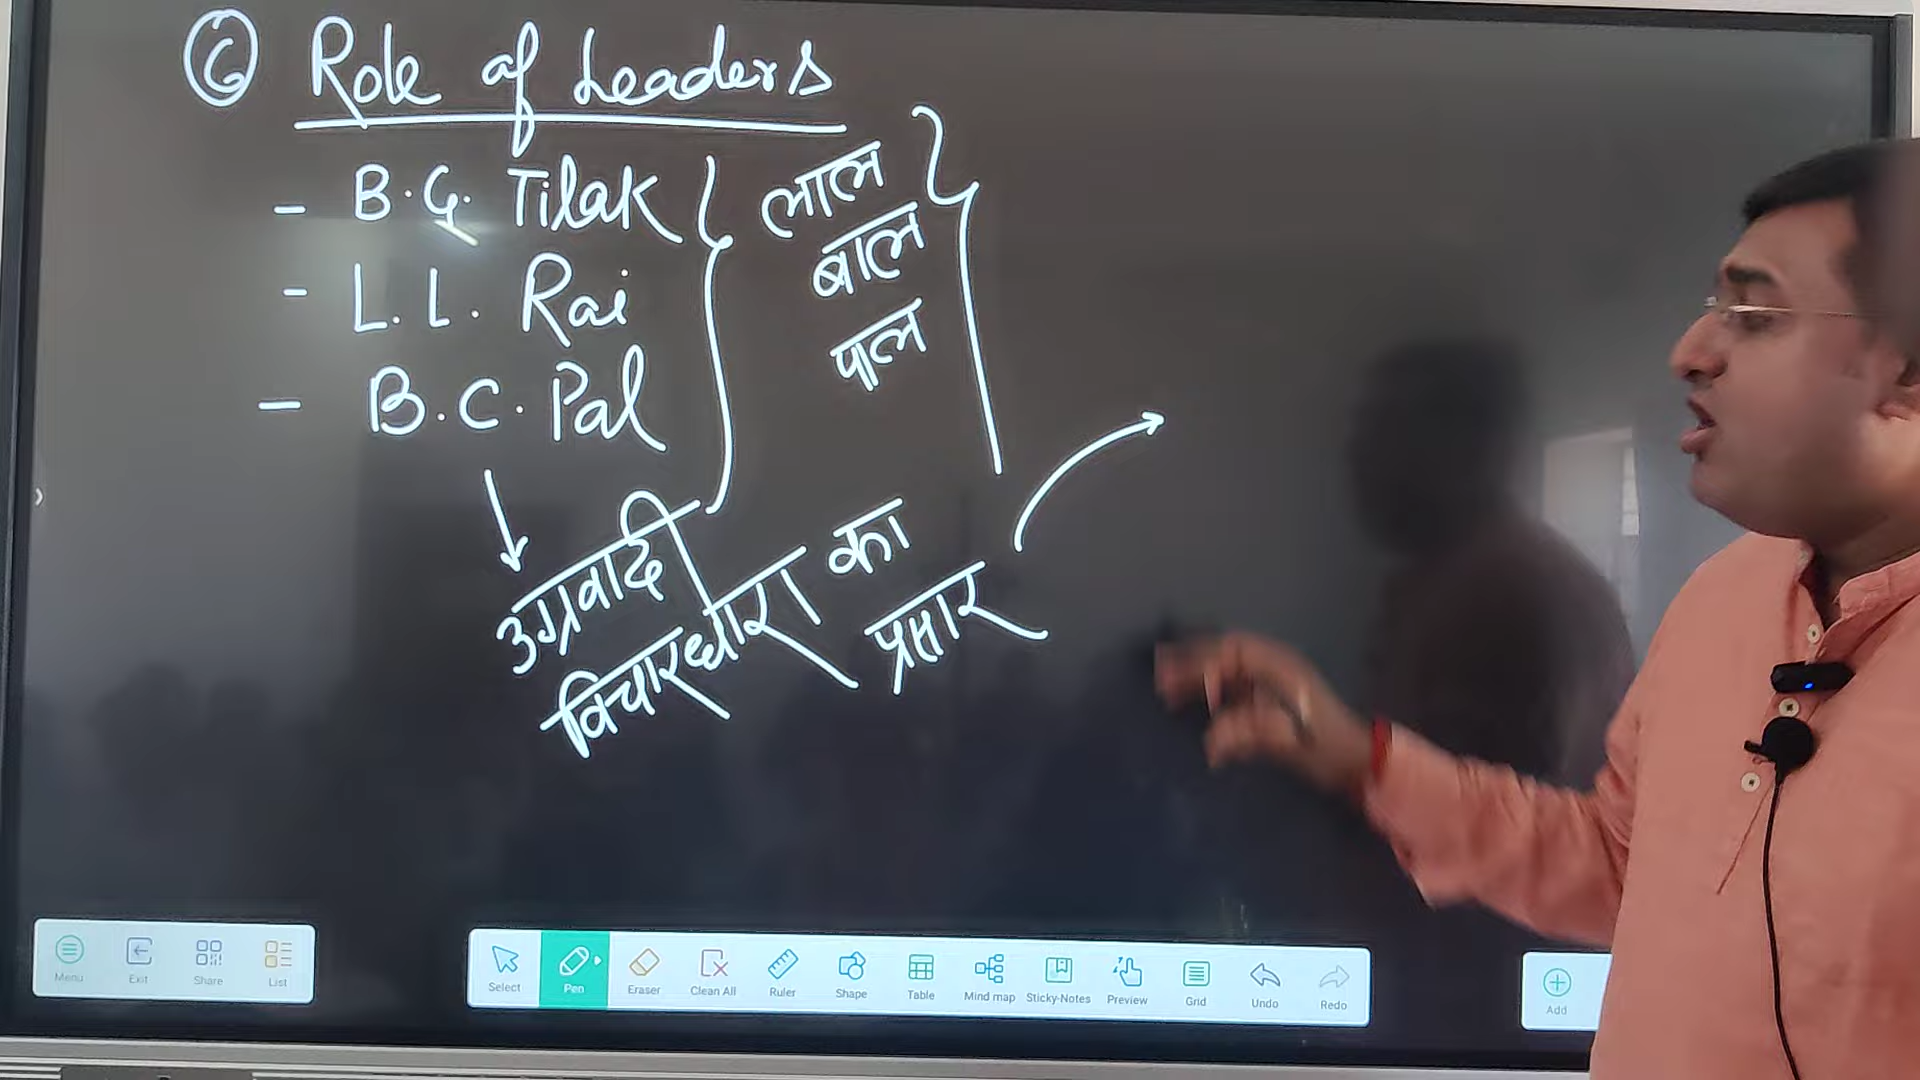 6 Role of Leaders
- B.G. Tilak
- L.L. Rai
- B.C. Pal
लाल
बाल
पाल
उग्रवादी
विचारधारा का
प्रसार
Menu Exit Share List
Select Pen Eraser Clean All Ruler Shape Table Mind map Sticky-Notes Preview Grid Undo Redo
Add